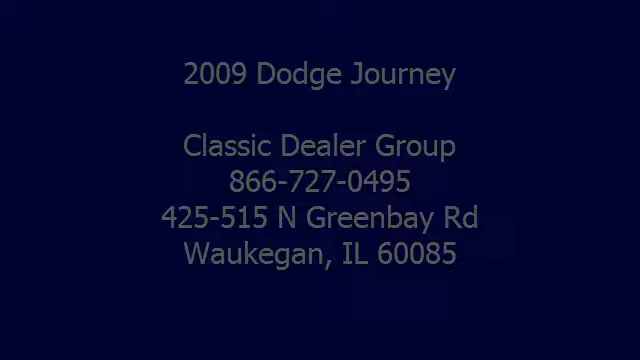 2009 Dodge Journey
Classic Dealer Group
866-727-0495
425-515 N Greenbay Rd
Waukegan, IL 60085